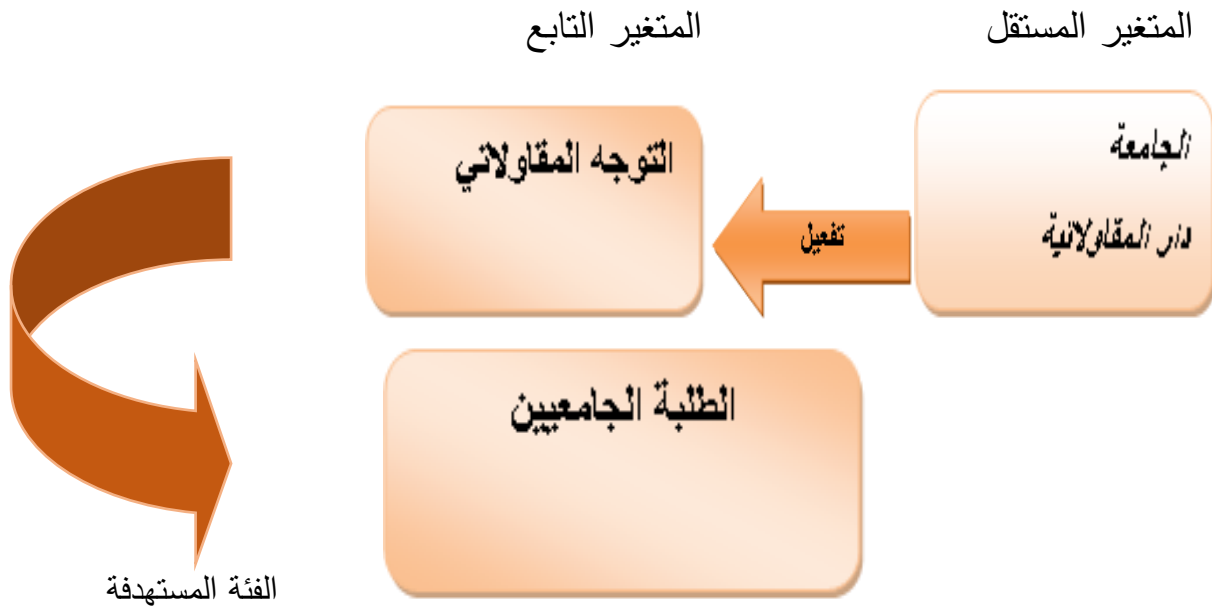 المتغير المستقل
المتغير التابع
الجامعة
دار المقاولاتية
تفعيل
التوجه المقاولاتي
الطلبة الجامعيين
الفئة المستهدفة